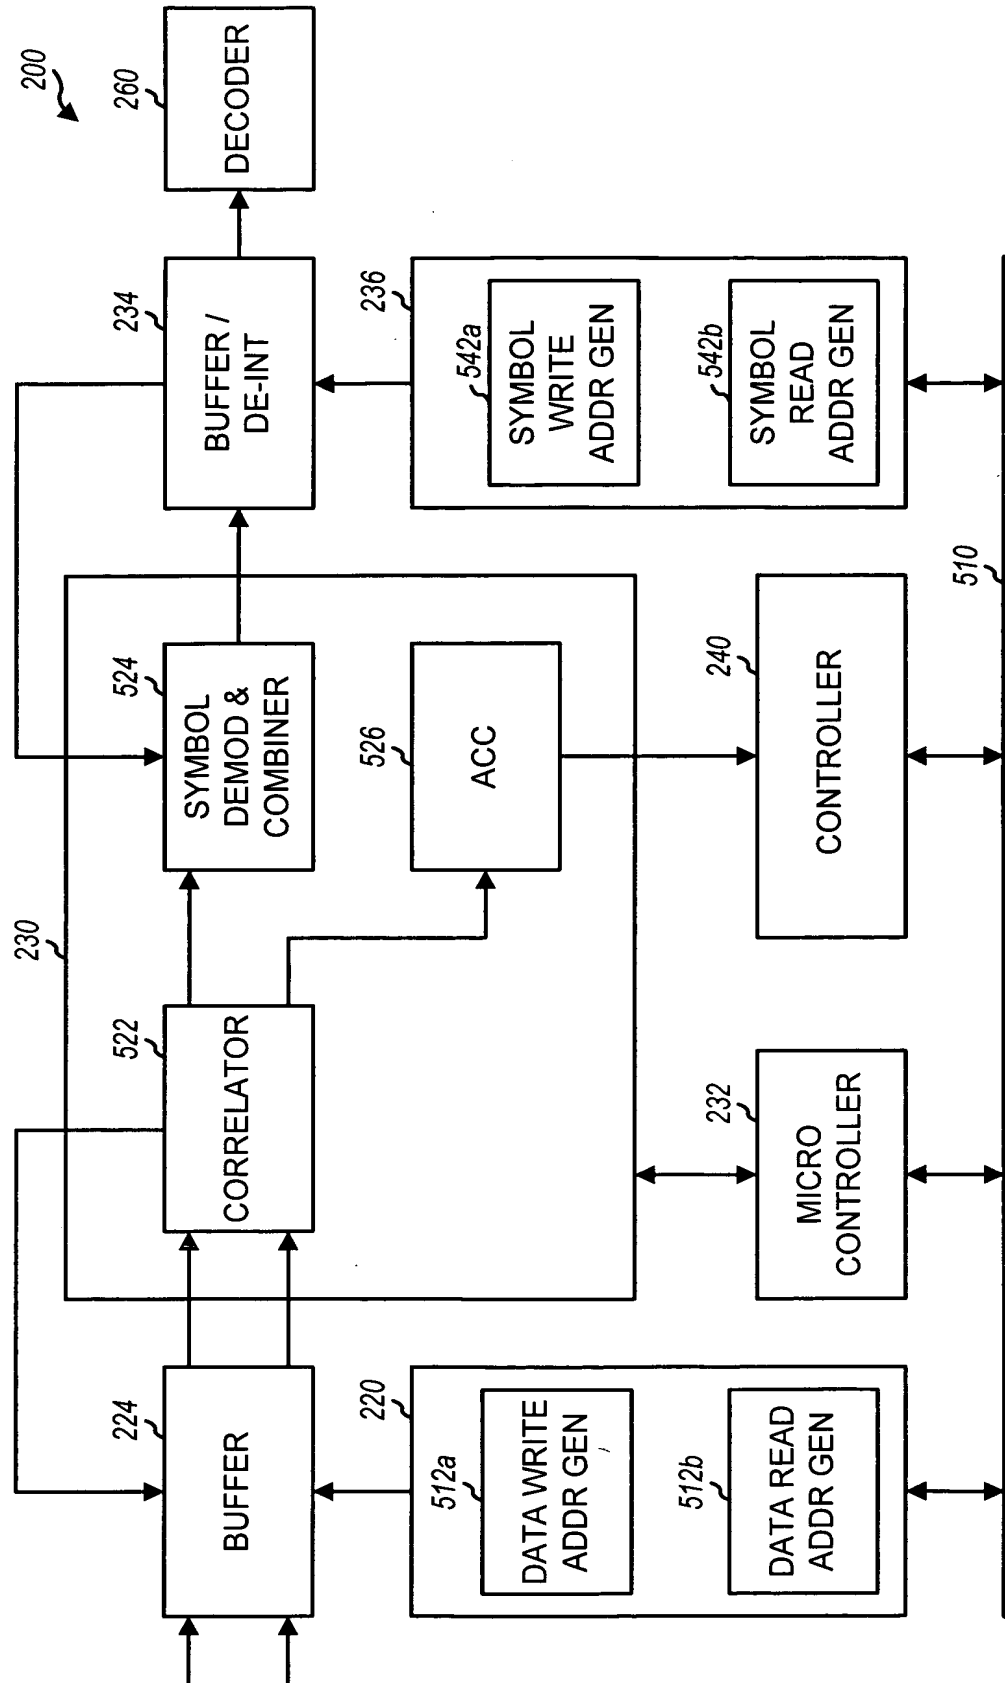 200
224
BUFFER
522
CORRELATOR
230
524
SYMBOL
DEMOD &
COMBINER
234
BUFFER /
DE-INT
260
DECODER
526
ACC
220
512a
DATA WRITE
ADDR GEN
512b
DATA READ
ADDR GEN
232
MICRO
CONTROLLER
240
CONTROLLER
236
542a
SYMBOL
WRITE
ADDR GEN
542b
SYMBOL
READ
ADDR GEN
510